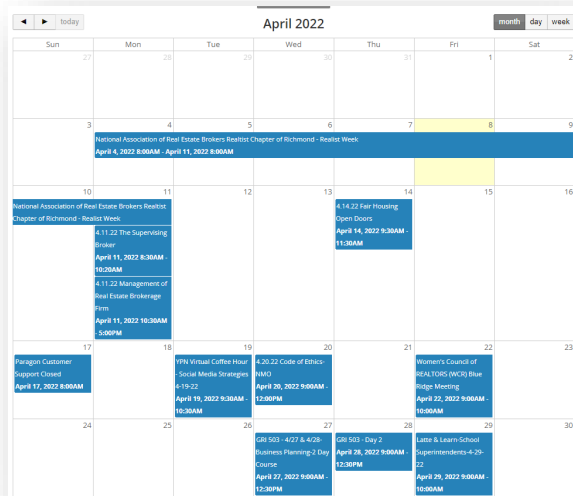 today
April 2022
month day week
Sun Mon Tue Wed Thu Fri Sat
27 28 29 30 31 1 2
3 4 5 6 7 8 9
National Association of Real Estate Brokers Realtist Chapter of Richmond - Realist Week
April 4, 2022 8:00AM - April 11, 2022 8:00AM
10 11 12 13 14 15 16
National Association of Real Estate Brokers Realtist
Chapter of Richmond - Realist Week
4.11.22 The Supervising
Broker
April 11, 2022 8:30AM -
10:20AM
4.11.22 Management of
Real Estate Brokerage
Firm
April 11, 2022 10:30AM
- 5:00PM
4.14.22 Fair Housing
Open Doors
April 14, 2022 9:30AM -
11:30AM
17 18 19 20 21 22 23
Paragon Customer
Support Closed
April 17, 2022 8:00AM
YPN Virtual Coffee Hour
- Social Media Strategies
4-19-22
April 19, 2022 9:30AM -
10:30AM
4.20.22 Code of Ethics-
NMO
April 20, 2022 9:00AM -
12:00PM
Women's Council of
REALTORS (WCR) Blue
Ridge Meeting
April 22, 2022 9:00AM -
10:00AM
24 25 26 27 28 29 30
GRI 503 - 4/27 & 4/28-
Business Planning-2 Day
Course
April 27, 2022 9:00AM -
12:30PM
GRI 503 - Day 2
April 28, 2022 9:00AM -
12:30PM
Latte & Learn-School
Superintendents-4-29-
22
April 29, 2022 9:00AM -
10:00AM